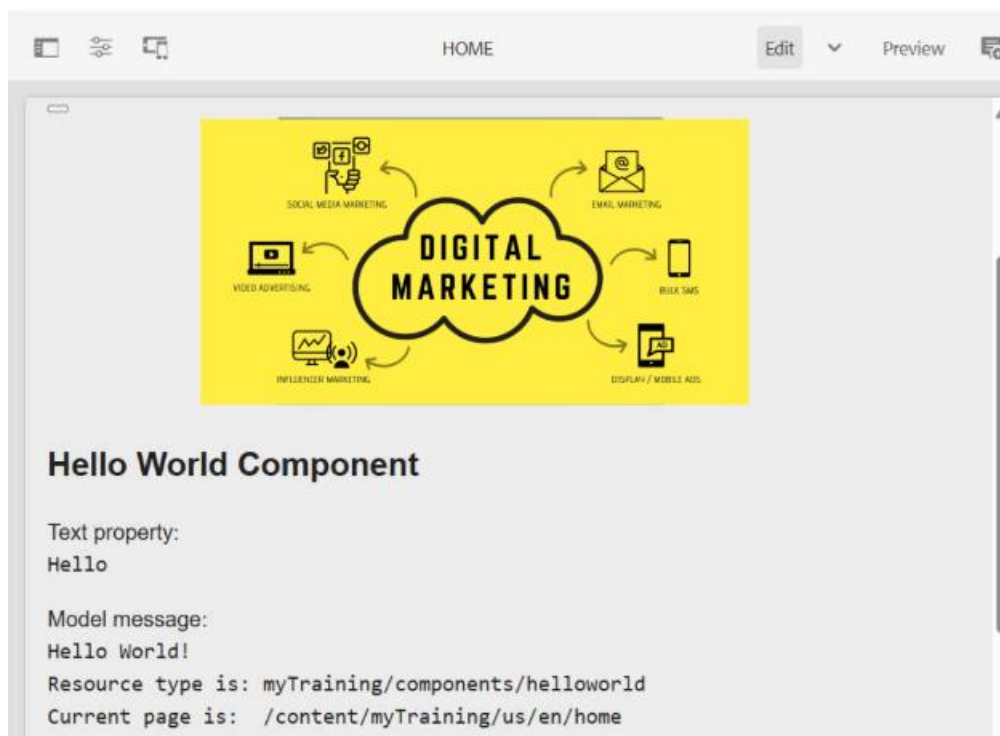 HOME
Edit
Preview
SOCIAL MEDIA MARKETING
EMAIL MARKETING
DIGITAL
MARKETING
VIDEO ADVERTISING
BULK SMS
INFLUENCER MARKETING
AD
DISPLAY / MOBILE ADS
Hello World Component
Text property:
Hello
Model message:
Hello World!
Resource type is: myTraining/components/helloworld
Current page is:  /content/myTraining/us/en/home